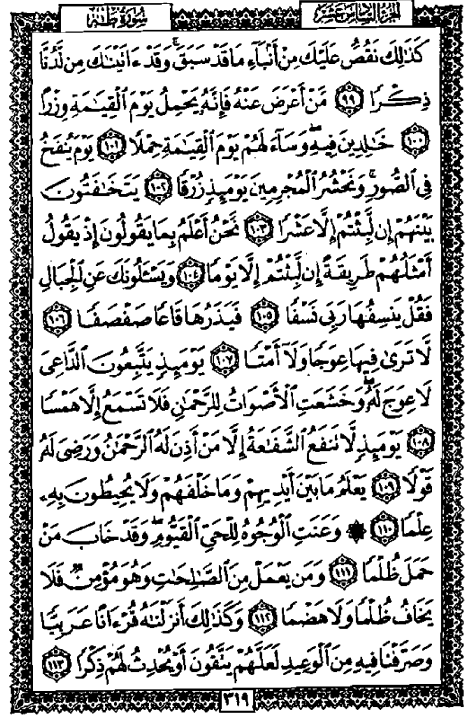 الجزء السادس عشر سورة طه
كَذَٰلِكَ نَقُصُّ عَلَيْكَ مِنْ أَنۢبَآءِ مَا قَدْ سَبَقَ ۚ وَقَدْ ءَاتَيْنَٰكَ مِن لَّدُنَّا
ذِكْرًا ٩٩ مَّنْ أَعْرَضَ عَنْهُ فَإِنَّهُۥ يَحْمِلُ يَوْمَ ٱلْقِيَٰمَةِ وِزْرًا
١٠٠ خَٰلِدِينَ فِيهِ ۖ وَسَآءَ لَهُمْ يَوْمَ ٱلْقِيَٰمَةِ حِمْلًا ١٠١ يَوْمَ يُنفَخُ
فِى ٱلصُّورِ ۚ وَنَحْشُرُ ٱلْمُجْرِمِينَ يَوْمَئِذٍ زُرْقًا ١٠٢ يَتَخَٰفَتُونَ
بَيْنَهُمْ إِن لَّبِثْتُمْ إِلَّا عَشْرًا ١٠٣ نَّحْنُ أَعْلَمُ بِمَا يَقُولُونَ إِذْ يَقُولُ
أَمْثَلُهُمْ طَرِيقَةً إِن لَّبِثْتُمْ إِلَّا يَوْمًا ١٠٤ وَيَسْـَٔلُونَكَ عَنِ ٱلْجِبَالِ
فَقُلْ يَنسِفُهَا رَبِّى نَسْفًا ١٠٥ فَيَذَرُهَا قَاعًا صَفْصَفًا ١٠٦
لَّا تَرَىٰ فِيهَا عِوَجًا وَلَآ أَمْتًا ١٠٧ يَوْمَئِذٍ يَتَّبِعُونَ ٱلدَّاعِىَ
لَا عِوَجَ لَهُۥ ۖ وَخَشَعَتِ ٱلْأَصْوَاتُ لِلرَّحْمَٰنِ فَلَا تَسْمَعُ إِلَّا هَمْسًا
١٠٨ يَوْمَئِذٍ لَّا تَنفَعُ ٱلشَّفَٰعَةُ إِلَّا مَنْ أَذِنَ لَهُ ٱلرَّحْمَٰنُ وَرَضِىَ لَهُۥ
قَوْلًا ١٠٩ يَعْلَمُ مَا بَيْنَ أَيْدِيهِمْ وَمَا خَلْفَهُمْ وَلَا يُحِيطُونَ بِهِۦ
عِلْمًا ١١٠ ۞ وَعَنَتِ ٱلْوُجُوهُ لِلْحَىِّ ٱلْقَيُّومِ ۖ وَقَدْ خَابَ مَنْ
حَمَلَ ظُلْمًا ١١١ وَمَن يَعْمَلْ مِنَ ٱلصَّٰلِحَٰتِ وَهُوَ مُؤْمِنٌ فَلَا
يَخَافُ ظُلْمًا وَلَا هَضْمًا ١١٢ وَكَذَٰلِكَ أَنزَلْنَٰهُ قُرْءَانًا عَرَبِيًّا
وَصَرَّفْنَا فِيهِ مِنَ ٱلْوَعِيدِ لَعَلَّهُمْ يَتَّقُونَ أَوْ يُحْدِثُ لَهُمْ ذِكْرًا ١١٣
٣١٩